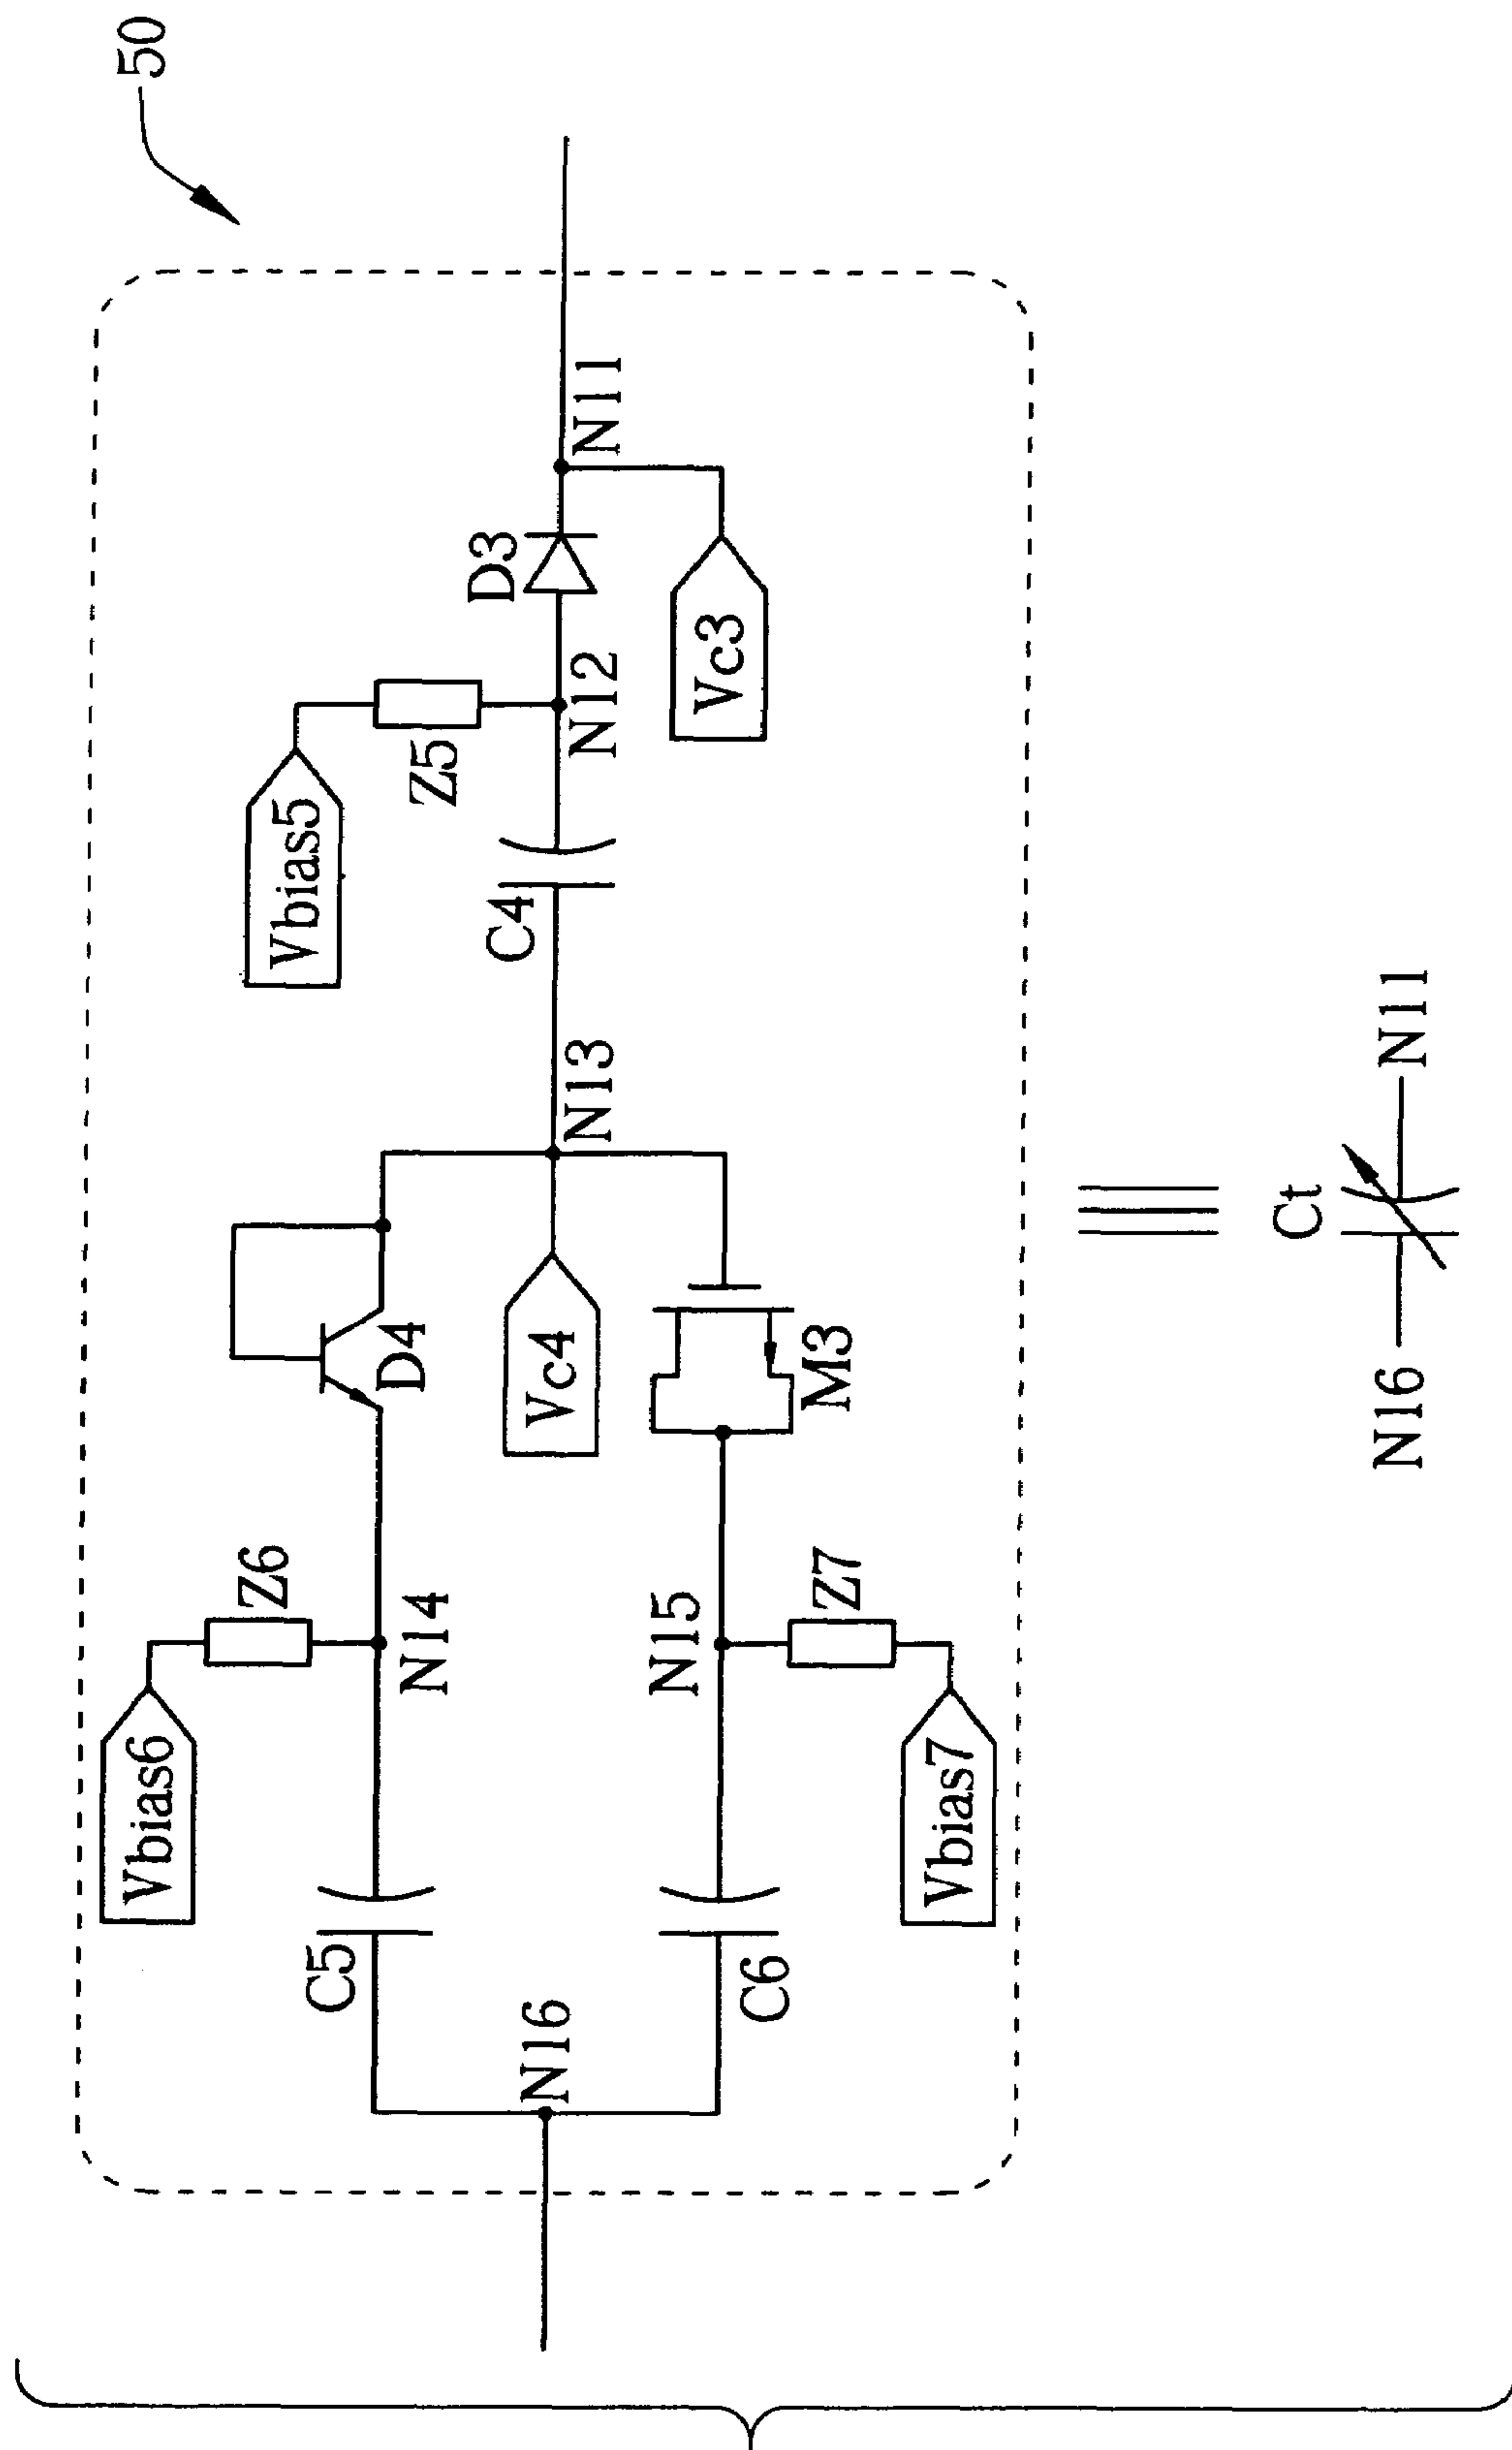 50
Vbias6
Z6
Vbias5
Z5
C5
N14
D4
C4
D3
N16
N13
N12
N11
Vc4
N15
Vc3
C6
Z7
M3
Vbias7
Ct
N16
N11